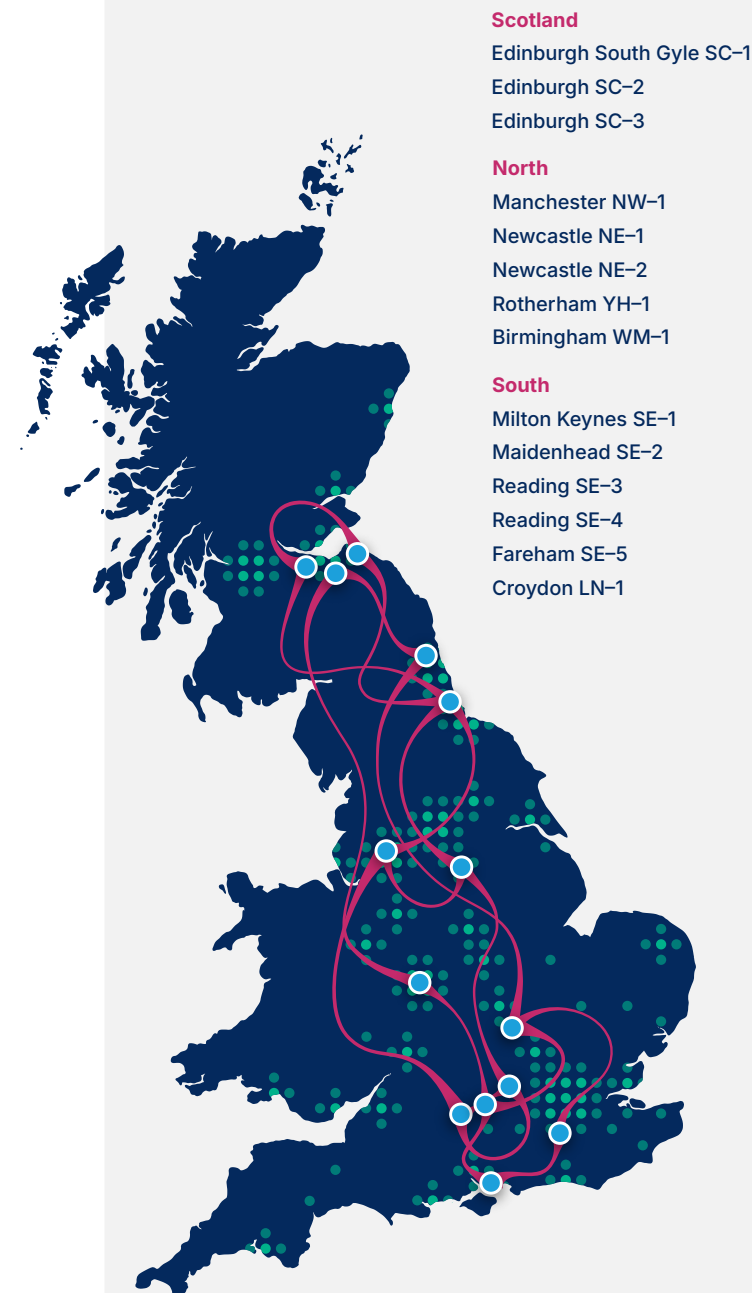 Scotland
Edinburgh South Gyle SC–1
Edinburgh SC–2
Edinburgh SC–3
North
Manchester NW–1
Newcastle NE–1
Newcastle NE–2
Rotherham YH–1
Birmingham WM–1
South
Milton Keynes SE–1
Maidenhead SE–2
Reading SE–3
Reading SE–4
Fareham SE–5
Croydon LN–1